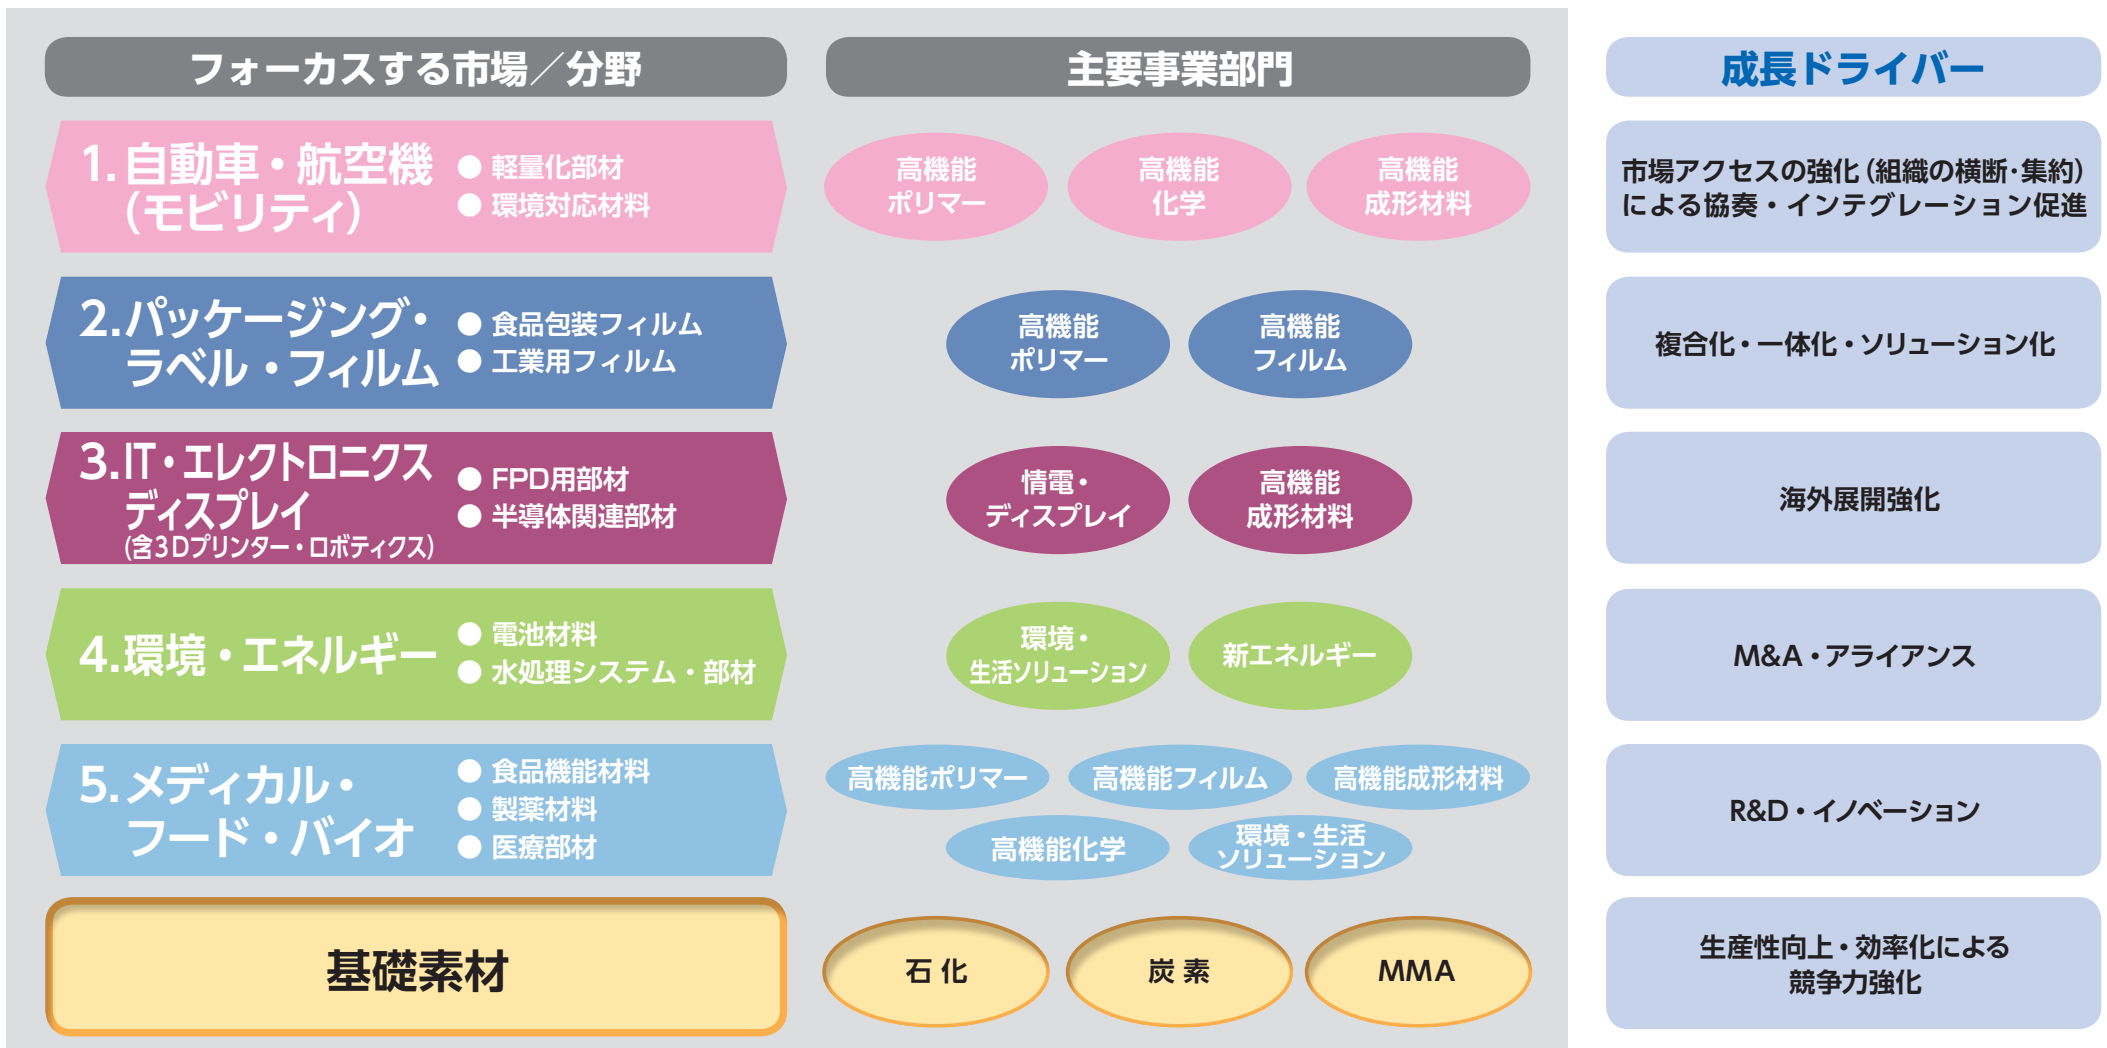 フォーカスする市場／分野
主要事業部門
成長ドライバー
1.自動車・航空機
（モビリティ）
● 軽量化部材
● 環境対応材料
高機能
ポリマー
高機能
化学
高機能
成形材料
市場アクセスの強化（組織の横断・集約）
による協奏・インテグレーション促進
2.パッケージング・
ラベル・フィルム
● 食品包装フィルム
● 工業用フィルム
高機能
ポリマー
高機能
フィルム
複合化・一体化・ソリューション化
3.IT・エレクトロニクス
ディスプレイ
(含3Dプリンター・ロボティクス)
● FPD用部材
● 半導体関連部材
情電・
ディスプレイ
高機能
成形材料
海外展開強化
4.環境・エネルギー
● 電池材料
● 水処理システム・部材
環境・
生活ソリューション
新エネルギー
M&A・アライアンス
5.メディカル・
フード・バイオ
● 食品機能材料
● 製薬材料
● 医療部材
高機能ポリマー
高機能フィルム
高機能成形材料
高機能化学
環境・生活
ソリューション
R&D・イノベーション
基礎素材
石化
炭素
MMA
生産性向上・効率化による
競争力強化